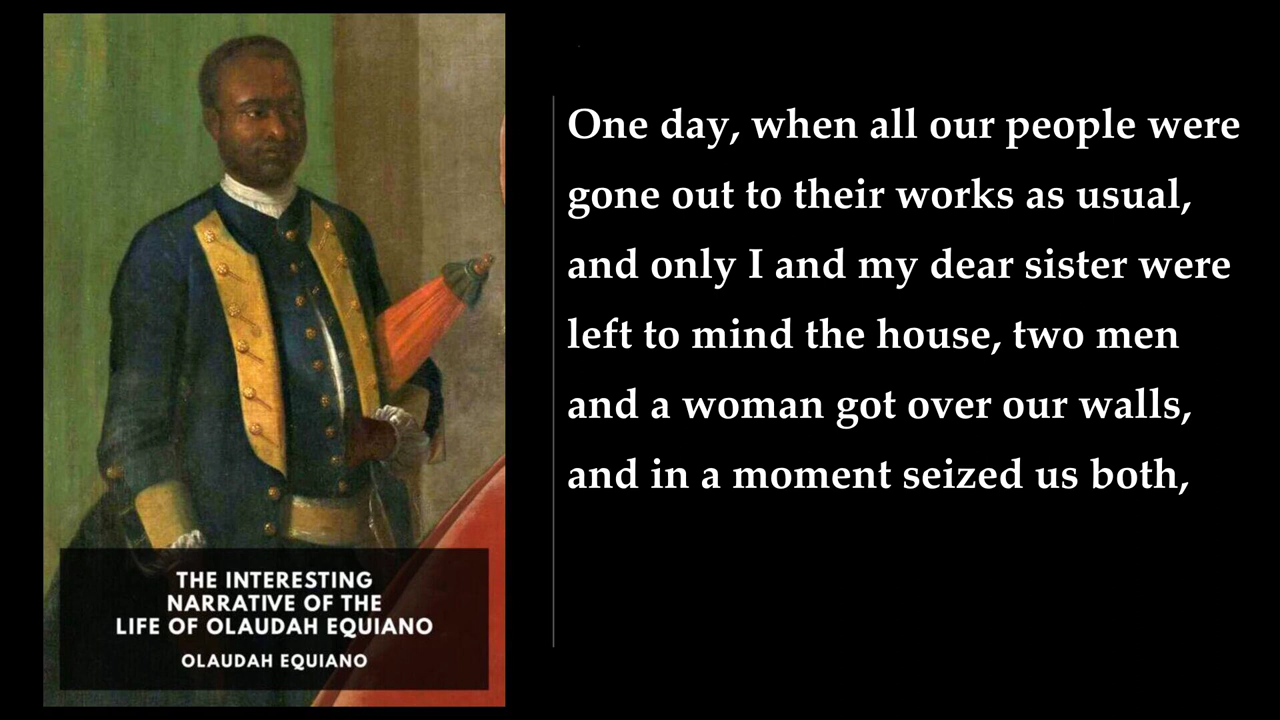 THE INTERESTING
NARRATIVE OF THE
LIFE OF OLAUDAH EQUIANO
OLAUDAH EQUIANO
One day, when all our people were
gone out to their works as usual,
and only I and my dear sister were
left to mind the house, two men
and a woman got over our walls,
and in a moment seized us both,